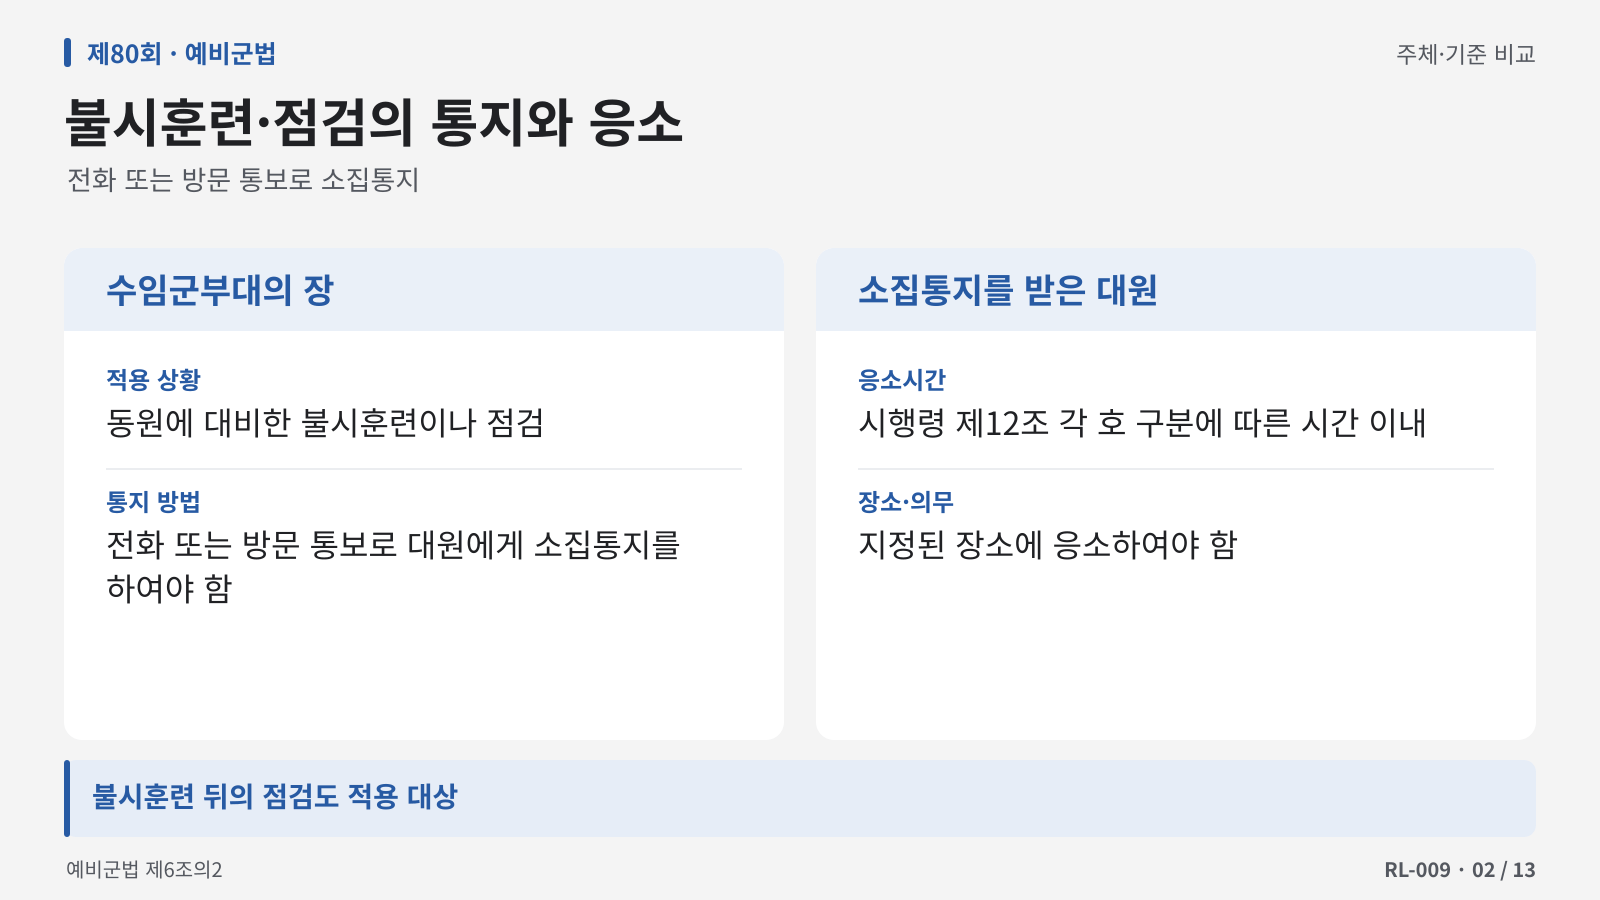 제80회 · 예비군법
주체·기준 비교
불시훈련·점검의 통지와 응소
전화 또는 방문 통보로 소집통지
수임군부대의 장
적용 상황
동원에 대비한 불시훈련이나 점검
통지 방법
전화 또는 방문 통보로 대원에게 소집통지를
하여야 함
소집통지를 받은 대원
응소시간
시행령 제12조 각 호 구분에 따른 시간 이내
장소·의무
지정된 장소에 응소하여야 함
불시훈련 뒤의 점검도 적용 대상
예비군법 제6조의2
RL-009 · 02 / 13